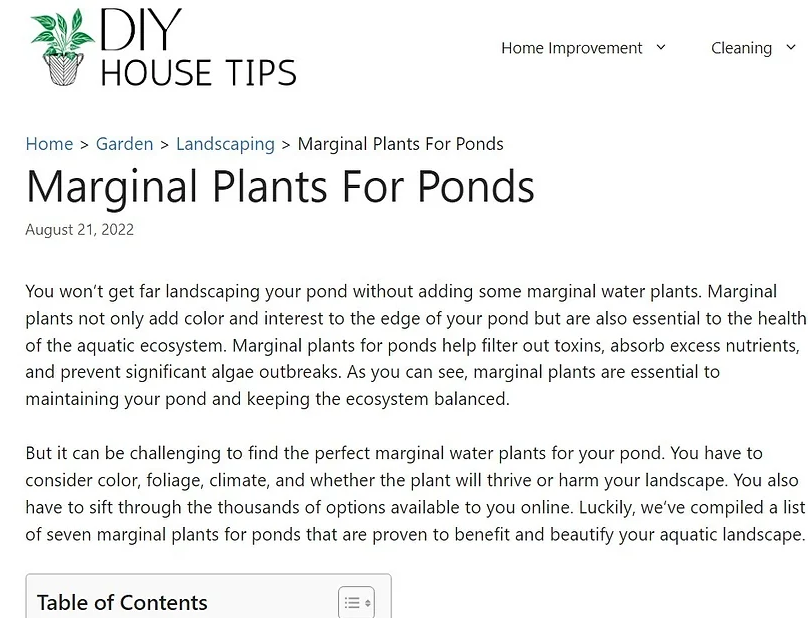 DIY
HOUSE TIPS
Home Improvement
Cleaning
Home > Garden > Landscaping > Marginal Plants For Ponds
Marginal Plants For Ponds
August 21, 2022
You won't get far landscaping your pond without adding some marginal water plants. Marginal
plants not only add color and interest to the edge of your pond but are also essential to the health
of the aquatic ecosystem. Marginal plants for ponds help filter out toxins, absorb excess nutrients,
and prevent significant algae outbreaks. As you can see, marginal plants are essential to
maintaining your pond and keeping the ecosystem balanced.
But it can be challenging to find the perfect marginal water plants for your pond. You have to
consider color, foliage, climate, and whether the plant will thrive or harm your landscape. You also
have to sift through the thousands of options available to you online. Luckily, we've compiled a list
of seven marginal plants for ponds that are proven to benefit and beautify your aquatic landscape.
Table of Contents